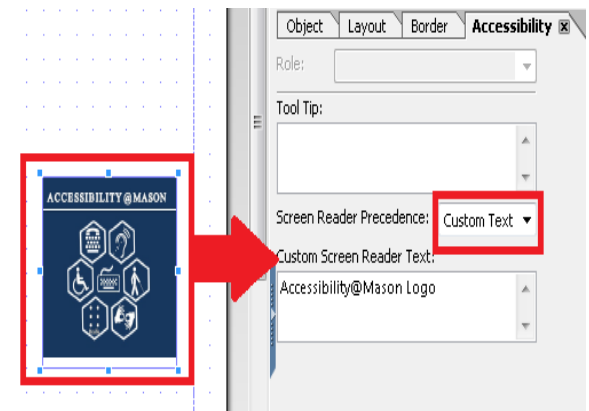 Object Layout Border Accessibility
Role:
Tool Tip:
ACCESSIBILITY@MASON
Screen Reader Precedence: Custom Text
Custom Screen Reader Text:
Accessibility@Mason Logo